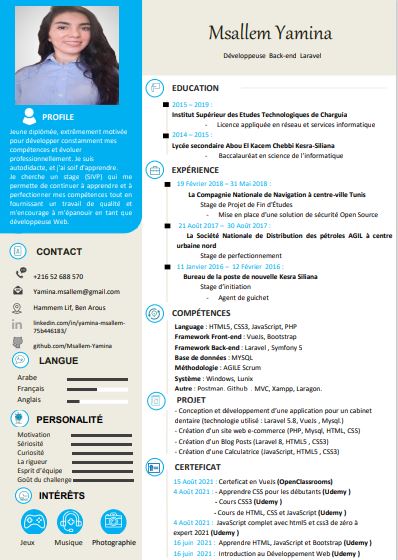 Msallem Yamina
Développeuse Back-end Laravel
PROFILE
Jeune diplômée, extrêmement motivée
pour développer constamment mes
compétences et évoluer
professionnellement. Je suis
autodidacte, et j'ai soif d'apprendre.
Je cherche un stage (SIVP) qui me
permette de continuer à apprendre et à
perfectionner mes compétences tout en
fournissant un travail de qualité et
m'encourage à m'épanouir en tant que
développeuse Web.
CONTACT
+216 52 688 570
Yamina.msallem@gmail.com
Hammem Lif, Ben Arous
linkedin.com/in/yamina-msallem-
75b446183/
github.com/Msallem-Yamina
LANGUE
Arabe
Français
Anglais
PERSONALITÉ
Motivation
Sériosité
Curiosité
La rigueur
Esprit d'équipe
Goût du challenge
INTÉRÊTS
Jeux
Musique
Photographie
EDUCATION
2015 – 2019 :
Institut Supérieur des Etudes Technologiques de Charguia
- Licence appliquée en réseau et services informatique
2014 – 2015 :
Lycée secondaire Abou El Kacem Chebbi Kesra-Siliana
- Baccalauréat en science de l'informatique
EXPÉRIENCE
19 Février 2018 – 31 Mai 2018 :
La Compagnie Nationale de Navigation à centre-ville Tunis
Stage de Projet de Fin d'Études
- Mise en place d'une solution de sécurité Open Source
21 Août 2017 – 30 Août 2017 :
La Société Nationale de Distribution des pétroles AGIL à centre
urbaine nord
Stage de perfectionnement
11 Janvier 2016 – 12 Février 2016 :
Bureau de la poste de nouvelle Kesra Siliana
Stage d'initiation
- Agent de guichet
COMPÉTENCES
Language : HTML5, CSS3, JavaScript, PHP
Framework Front-end : VueJs, Bootstrap
Framework Back-end : Laravel , Symfony 5
Base de données : MYSQL
Méthodologie : AGILE Scrum
Système : Windows, Lunix
Autre : Postman, Github , MVC, Xampp, Laragon.
PROJET
- Conception et développement d'une application pour un cabinet
dentaire (technologie utilisé : Laravel 5.8, VueJs , Mysql )
- Création d'un site web e-commerce (PHP, Mysql, HTML, CSS)
- Création d'un Blog Posts (Laravel 8, HTML5 , CSS3)
- Création d'une Calculatrice (JavaScript, HTML5 , CSS3)
CERTEFICAT
15 Août 2021 : Certeficat en VueJs (OpenClassrooms)
4 Août 2021 : - Apprendre CSS pour les débutants (Udemy )
- Cours CSS3 (Udemy )
- Cours de HTML, CSS et JavaScript (Udemy )
4 Août 2021 : JavaScript complet avec html5 et css3 de zéro à
expert 2021 (Udemy )
16 juin 2021 : Apprendre HTML, CSS, JavaScript et Bootstrap (Udemy )
16 juin 2021 : Introduction au Développement Web (Udemy )